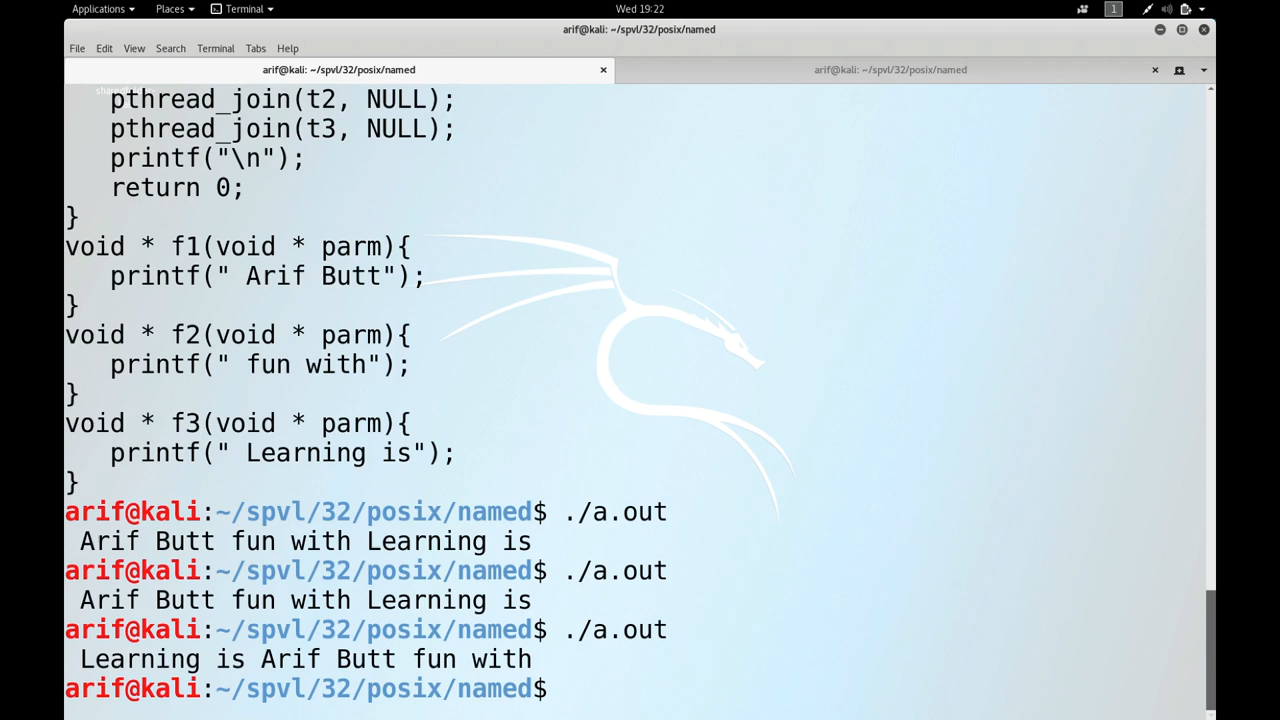 Applications Places Terminal Wed 19:22 1
arif@kali: ~/spvl/32/posix/named
File Edit View Search Terminal Tabs Help
arif@kali: ~/spvl/32/posix/named arif@kali: ~/spvl/32/posix/named
pthread_join(t2, NULL);
pthread_join(t3, NULL);
printf("\n");
return 0;
}
void * f1(void * parm){
printf(" Arif Butt");
}
void * f2(void * parm){
printf(" fun with");
}
void * f3(void * parm){
printf(" Learning is");
}
arif@kali:~/spvl/32/posix/named$ ./a.out
Arif Butt fun with Learning is
arif@kali:~/spvl/32/posix/named$ ./a.out
Arif Butt fun with Learning is
arif@kali:~/spvl/32/posix/named$ ./a.out
Learning is Arif Butt fun with
arif@kali:~/spvl/32/posix/named$